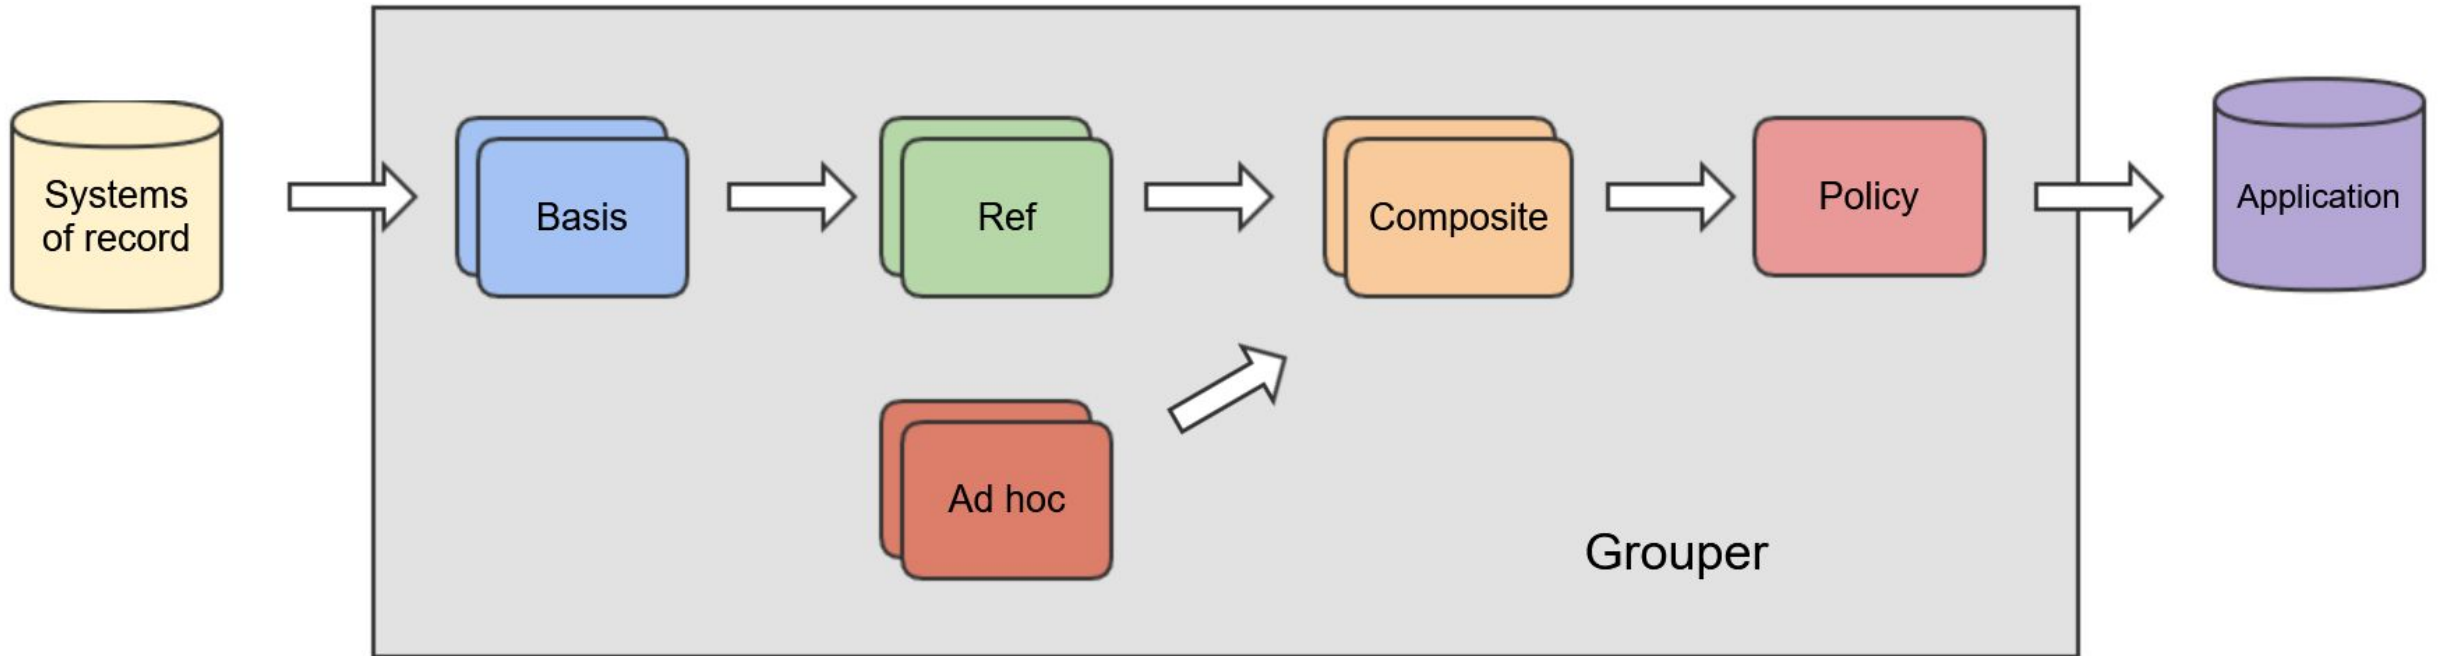 Systems
of record
Basis
Ref
Composite
Policy
Application
Ad hoc
Grouper